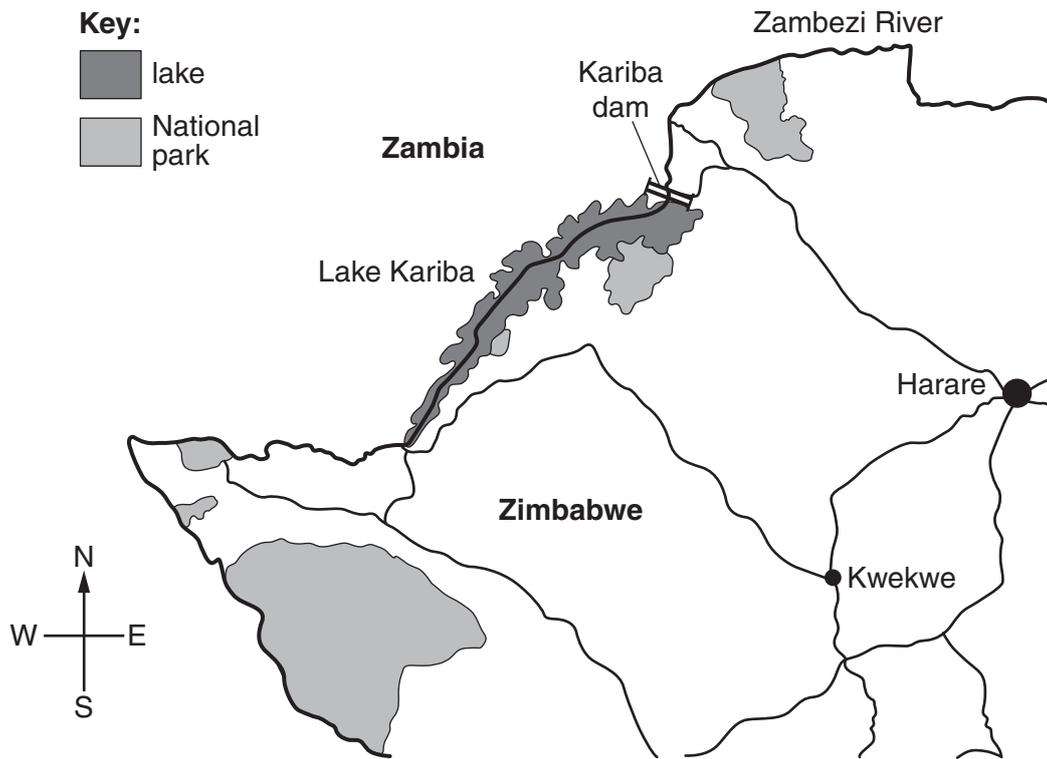 Key:
lake
National
park
Zambezi River
Kariba
dam
Zambia
Lake Kariba
Harare
Zimbabwe
Kwekwe
N
W
E
S